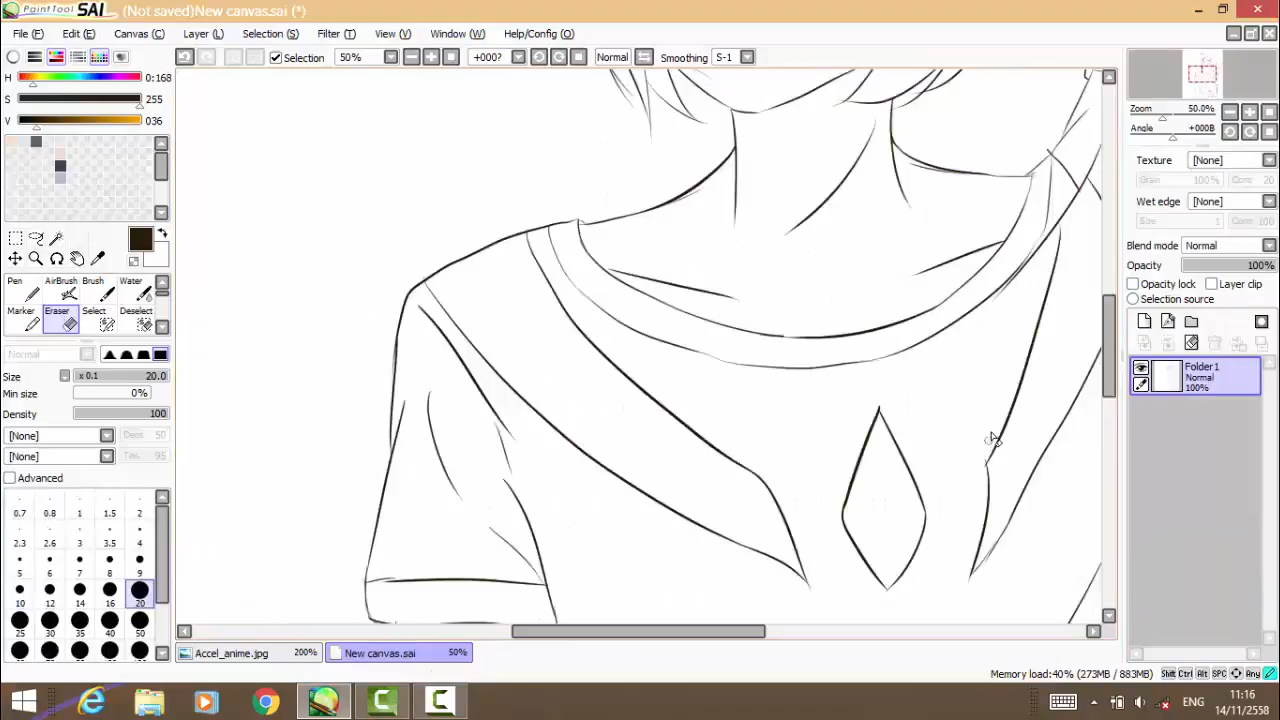 PaintTool SAI (Not saved)New canvas.sai (*)
File (F) Edit (E) Canvas (C) Layer (L) Selection (S) Filter (T) View (V) Window (W) Help/Config (O)
Selection 50% +000? Normal Smoothing S-1
H 0:168
S 255
V 036
Pen AirBrush Brush Water
Marker Eraser Select Deselect
Normal
Size x 0.1 20.0
Min size 0%
Density 100
[None] Dens 50
[None] 95
Advanced
0.7 0.8 1 1.5 2
2.3 2.6 3 3.5 4
5 6 7 8 9
10 12 14 16 20
25 30 35 40 50
Zoom 50.0%
Angle +000B
Texture [None]
Grain 100% 20
Wet edge [None]
Size 1 100
Blend mode Normal
Opacity 100%
Opacity lock Layer clip
Selection source
Folder1
Normal
100%
Accel_anime.jpg 200% New canvas.sai 50%
Memory load:40% (273MB / 883MB) Shift Ctrl Alt SPC Any
ENG
11:16
14/11/2558